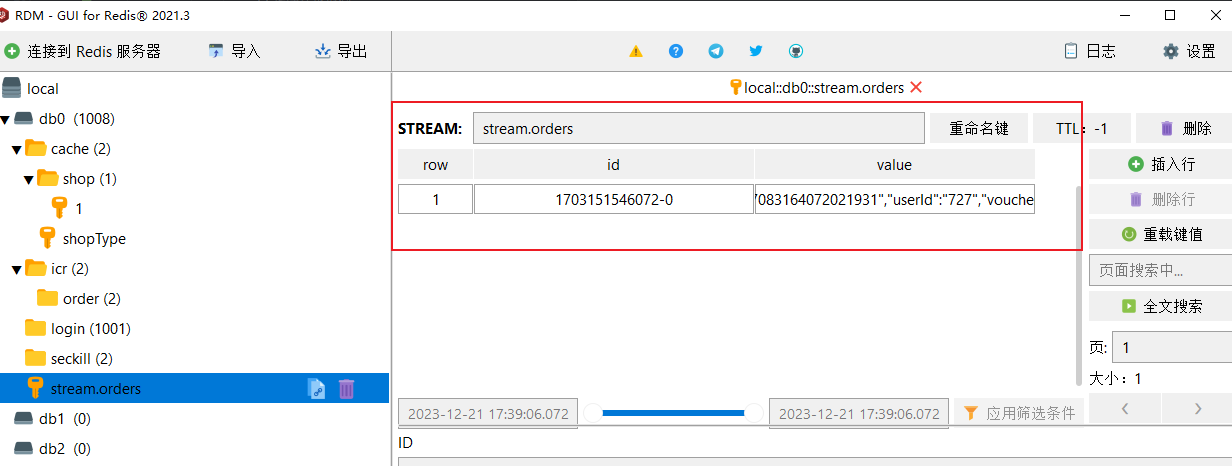 RDM - GUI for Redis® 2021.3
连接到 Redis 服务器 导入 导出 日志 设置
local
db0 (1008)
cache (2)
shop (1)
1
shopType
icr (2)
order (2)
login (1001)
seckill (2)
stream.orders
db1 (0)
db2 (0)
local::db0::stream.orders
STREAM: stream.orders 重命名键 TTL：-1 删除
row id value
1 1703151546072-0 7083164072021931","userId":"727","vouche
插入行
删除行
重载键值
页面搜索中...
全文搜索
页: 1
大小：1
2023-12-21 17:39:06.072 2023-12-21 17:39:06.072 应用筛选条件
ID